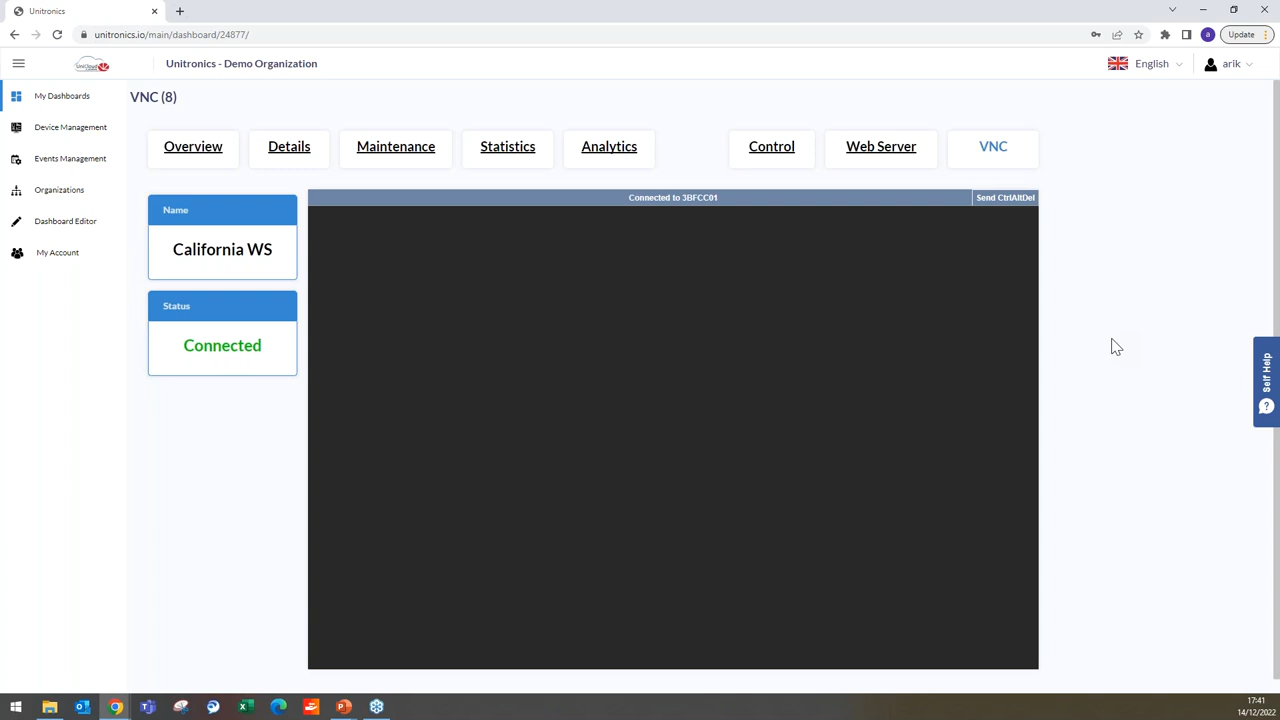 Unitronics
unitronics.io/main/dashboard/24877/
Update
UniCloud
Unitronics - Demo Organization
English
arik
My Dashboards
Device Management
Events Management
Organizations
Dashboard Editor
My Account
VNC (8)
Overview
Details
Maintenance
Statistics
Analytics
Control
Web Server
VNC
Name
California WS
Status
Connected
Connected to 3BFCC01
Send CtrlAltDel
Self Help
?
a
17:41
14/12/2022